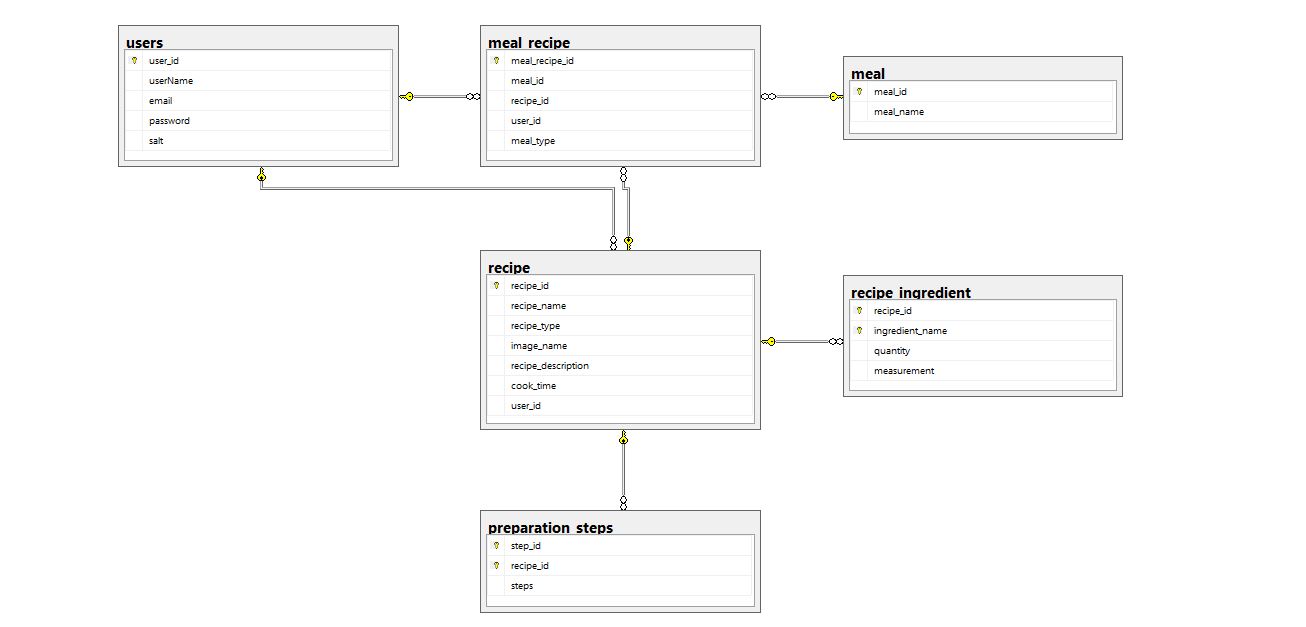 users
user_id
userName
email
password
salt
meal_recipe
meal_recipe_id
meal_id
recipe_id
user_id
meal_type
meal
meal_id
meal_name
recipe
recipe_id
recipe_name
recipe_type
image_name
recipe_description
cook_time
user_id
recipe_ingredient
recipe_id
ingredient_name
quantity
measurement
preparation_steps
step_id
recipe_id
steps